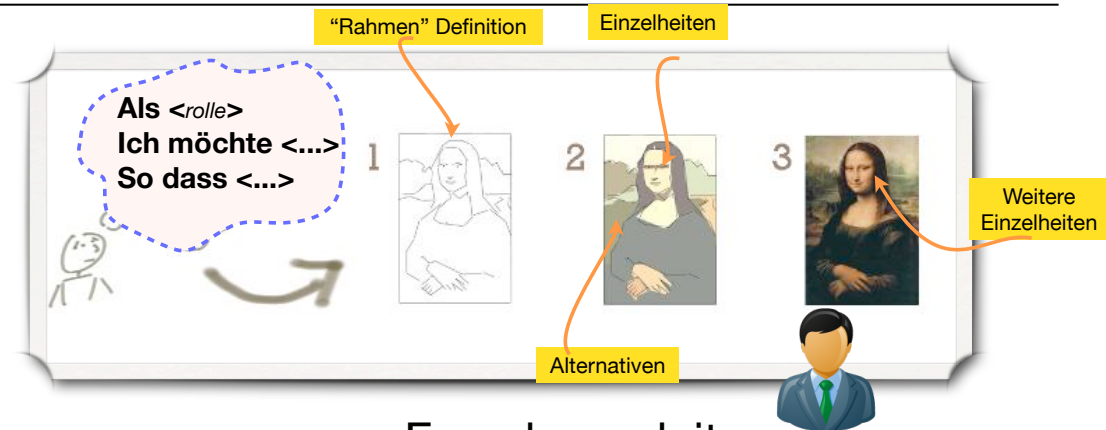 “Rahmen” Definition
Einzelheiten
Als <rolle>
Ich möchte <...>
So dass <...>
1
2
3
Weitere
Einzelheiten
Alternativen